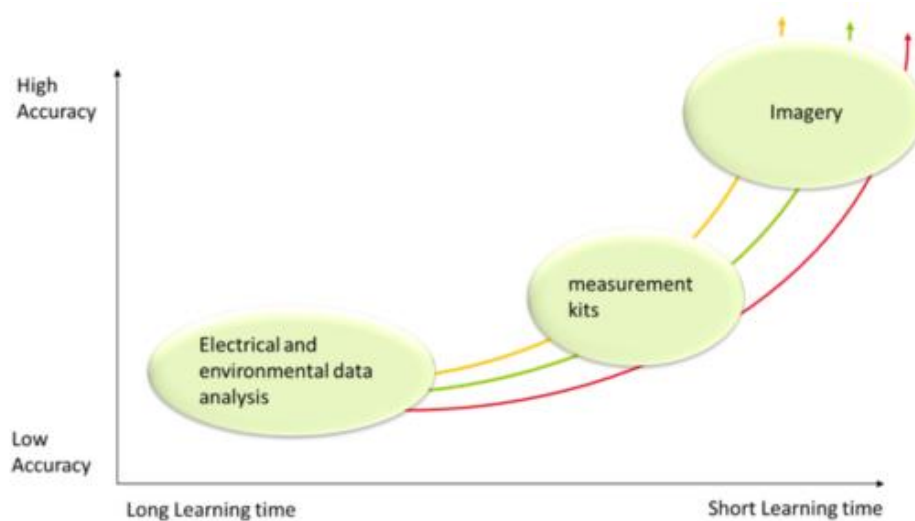 High
Accuracy
Imagery
measurement
kits
Electrical and
environmental data
analysis
Low
Accuracy
Long Learning time
Short Learning time